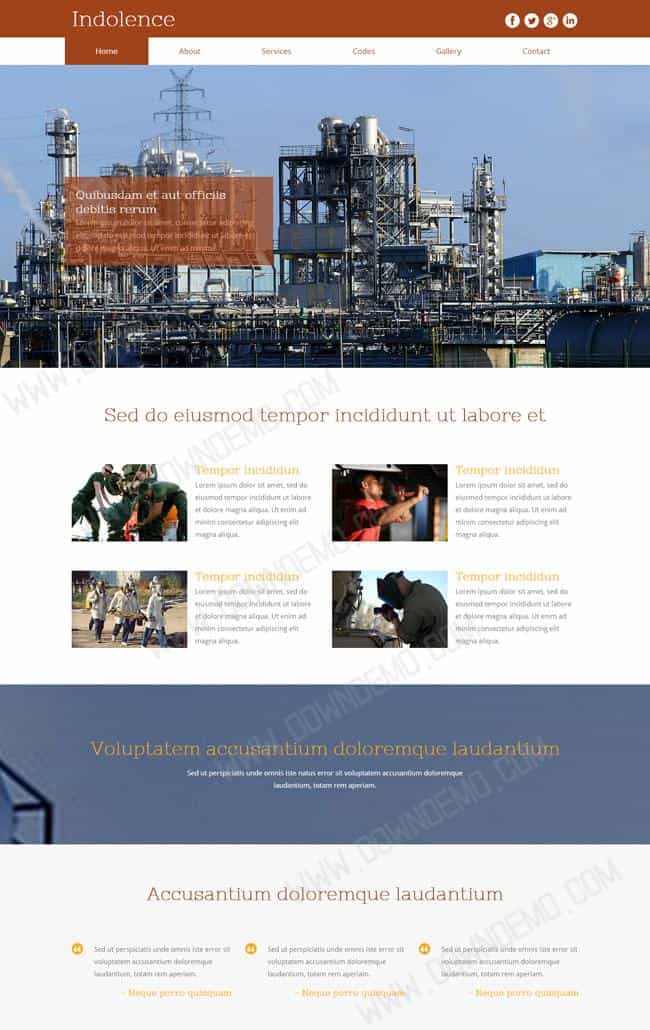 Indolence
Home About Services Codes Gallery Contact
Quibusdam et aut officiis
debitis rerum
Lorem ipsum dolor sit amet, consectetur adipiscing
elit, sed do eiusmod tempor incididunt ut labore et
dolore magna aliqua. Ut enim ad minim.
Sed do eiusmod tempor incididunt ut labore et
Tempor incididun
Lorem ipsum dolor sit amet, sed do
eiusmod tempor incididunt ut labore
et dolore magna aliqua. Ut enim ad
minim consectetur adipiscing elit
magna aliqua.
Tempor incididun
Lorem ipsum dolor sit amet, sed do
eiusmod tempor incididunt ut labore
et dolore magna aliqua. Ut enim ad
minim consectetur adipiscing elit
magna aliqua.
Tempor incididun
Lorem ipsum dolor sit amet, sed do
eiusmod tempor incididunt ut labore
et dolore magna aliqua. Ut enim ad
minim consectetur adipiscing elit
magna aliqua.
Tempor incididun
Lorem ipsum dolor sit amet, sed do
eiusmod tempor incididunt ut labore
et dolore magna aliqua. Ut enim ad
minim consectetur adipiscing elit
magna aliqua.
Voluptatem accusantium doloremque laudantium
Sed ut perspiciatis unde omnis iste natus error sit voluptatem accusantium doloremque
laudantium, totam rem aperiam.
Accusantium doloremque laudantium
Sed ut perspiciatis unde omnis iste error sit
voluptatem accusantium doloremque
laudantium, totam rem aperiam.
- Neque porro quisquam
Sed ut perspiciatis unde omnis iste error sit
voluptatem accusantium doloremque
laudantium, totam rem aperiam.
- Neque porro quisquam
Sed ut perspiciatis unde omnis iste error sit
voluptatem accusantium doloremque
laudantium, totam rem aperiam.
- Neque porro quisquam
WWW.DOWNDEMO.COM
WWW.DOWNDEMO.COM
WWW.DOWNDEMO.COM
WWW.DOWNDEMO.COM
WWW.DOWNDEMO.COM